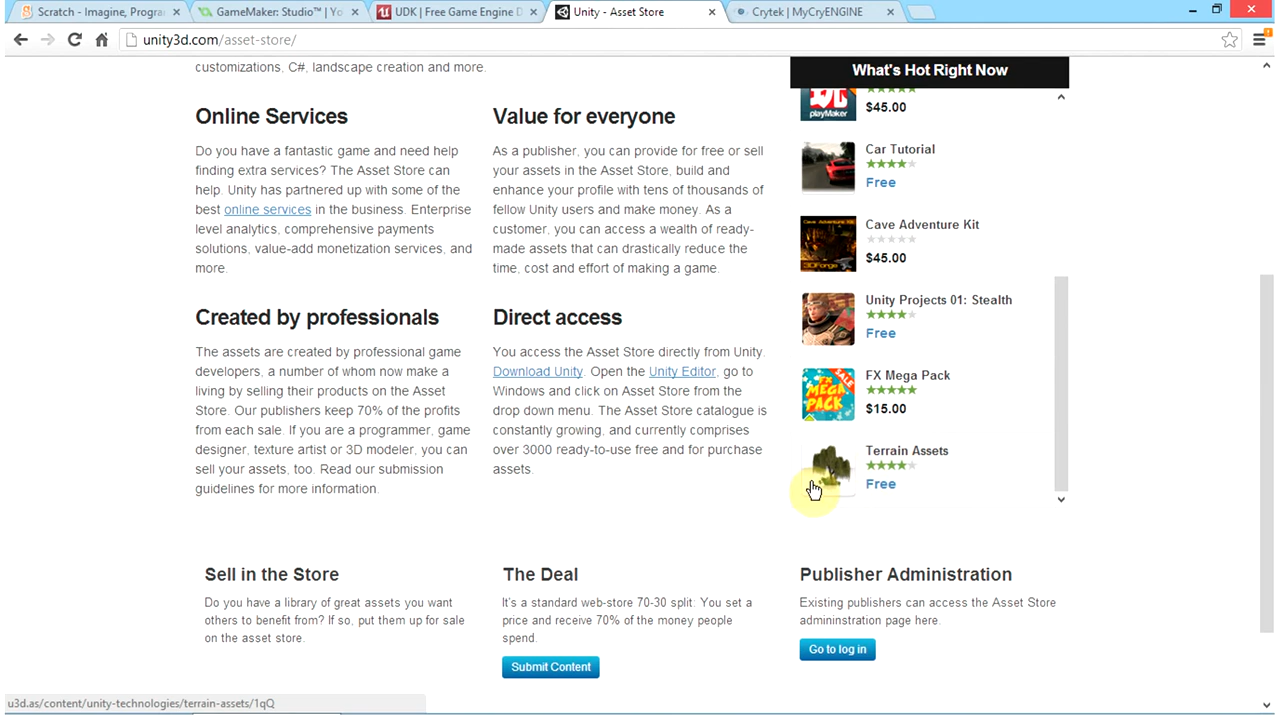 Scratch - Imagine, Progra
GameMaker: Studio™ | Yo
UDK | Free Game Engine D
Unity - Asset Store
Crytek | MyCryENGINE
unity3d.com/asset-store/
customizations, C#, landscape creation and more.
Online Services
Do you have a fantastic game and need help
finding extra services? The Asset Store can
help. Unity has partnered up with some of the
best online services in the business. Enterprise
level analytics, comprehensive payments
solutions, value-add monetization services, and
more.
Value for everyone
As a publisher, you can provide for free or sell
your assets in the Asset Store, build and
enhance your profile with tens of thousands of
fellow Unity users and make money. As a
customer, you can access a wealth of ready-
made assets that can drastically reduce the
time, cost and effort of making a game.
Created by professionals
The assets are created by professional game
developers, a number of whom now make a
living by selling their products on the Asset
Store. Our publishers keep 70% of the profits
from each sale. If you are a programmer, game
designer, texture artist or 3D modeler, you can
sell your assets, too. Read our submission
guidelines for more information.
Direct access
You access the Asset Store directly from Unity.
Download Unity. Open the Unity Editor, go to
Windows and click on Asset Store from the
drop down menu. The Asset Store catalogue is
constantly growing, and currently comprises
over 3000 ready-to-use free and for purchase
assets.
What's Hot Right Now
playMaker
$45.00
Car Tutorial
Free
Cave Adventure Kit
$45.00
Unity Projects 01: Stealth
Free
FX MEGA PACK
SALE
FX Mega Pack
$15.00
Terrain Assets
Free
Sell in the Store
Do you have a library of great assets you want
others to benefit from? If so, put them up for sale
on the asset store.
The Deal
It's a standard web-store 70-30 split: You set a
price and receive 70% of the money people
spend.
Submit Content
Publisher Administration
Existing publishers can access the Asset Store
admininstration page here.
Go to log in
u3d.as/content/unity-technologies/terrain-assets/1qQ